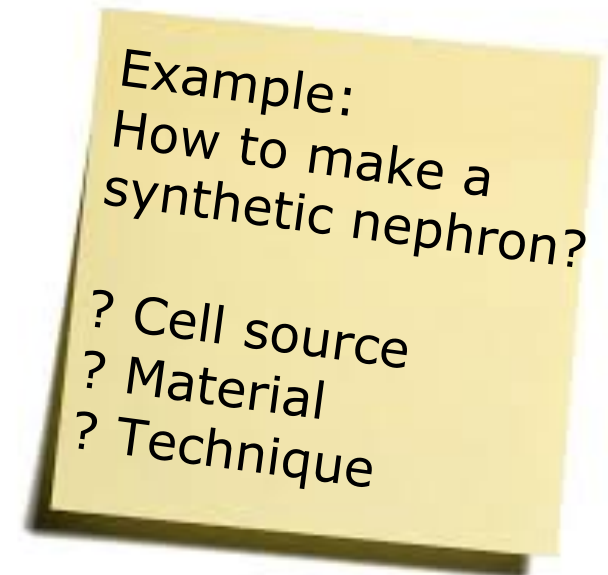 Example:
How to make a
synthetic nephron?
? Cell source
? Material
? Technique